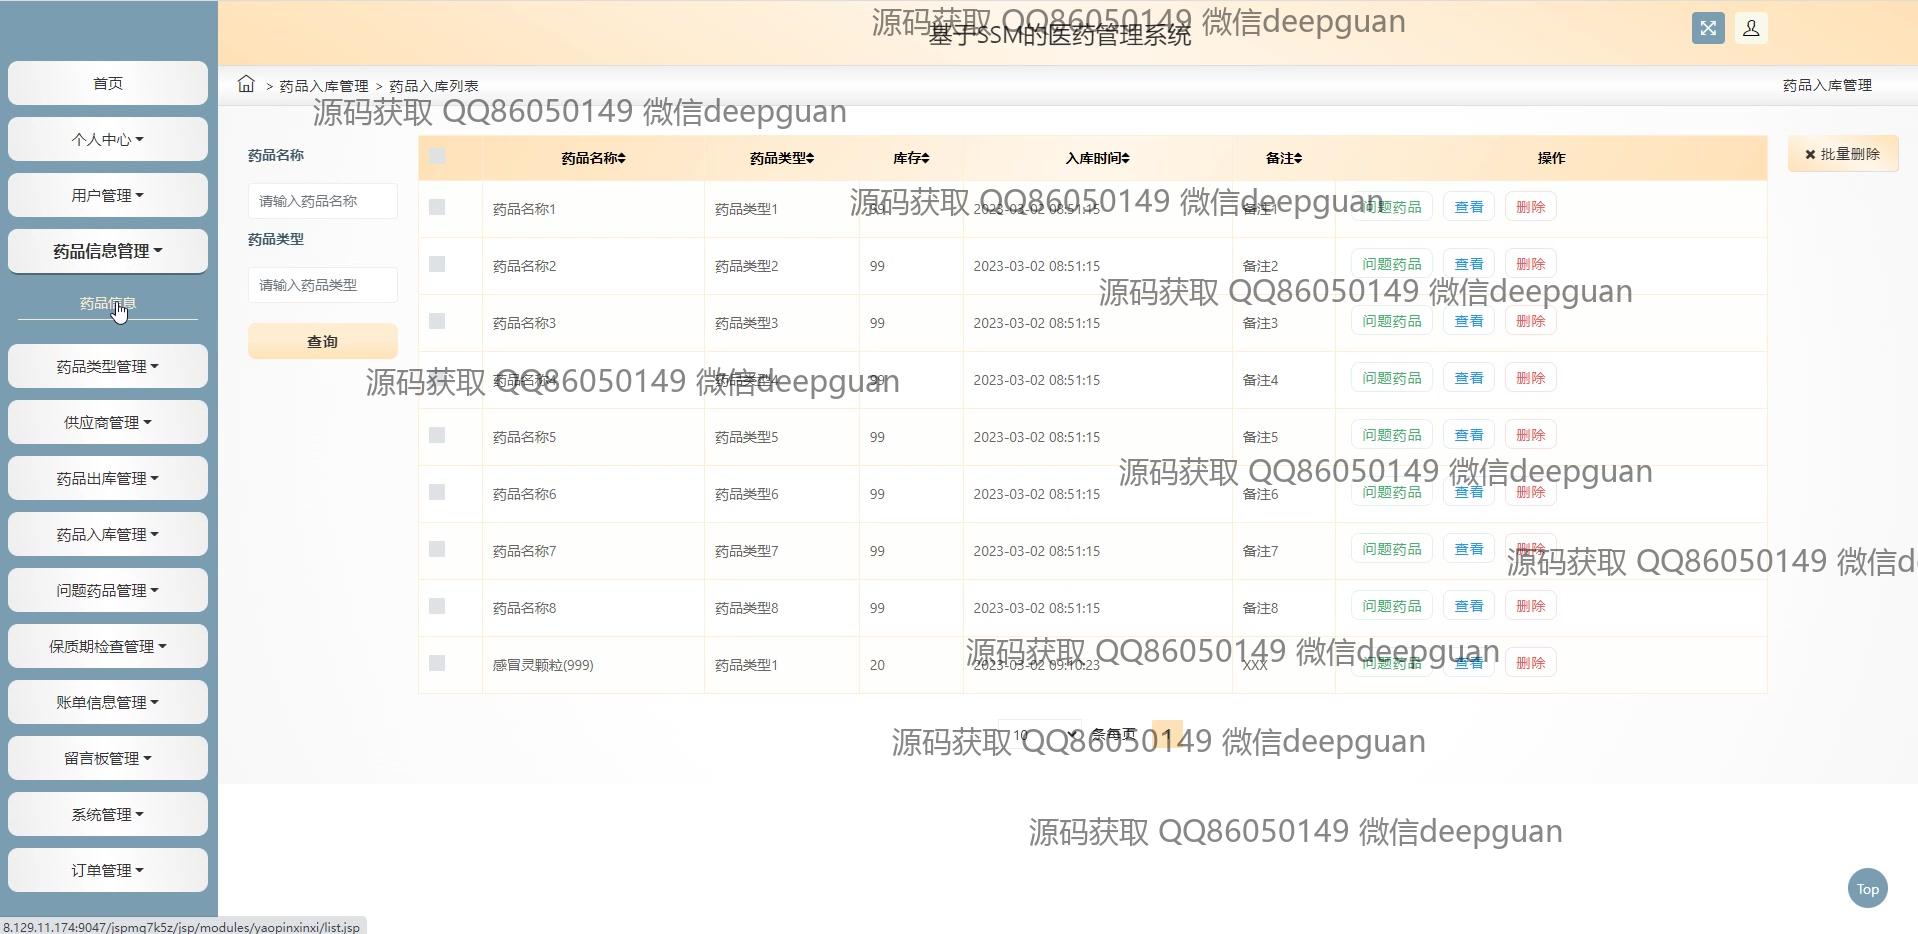 源码获取 QQ86050149 微信deepguan
基于SSM的医药管理系统
首页
个人中心
用户管理
药品信息管理
药品信息
药品类型管理
供应商管理
药品出库管理
药品入库管理
问题药品管理
保质期检查管理
账单信息管理
留言板管理
系统管理
订单管理
> 药品入库管理 > 药品入库列表
药品入库管理
源码获取 QQ86050149 微信deepguan
药品名称
请输入药品名称
药品类型
请输入药品类型
查询
批量删除
药品名称 药品类型 库存 入库时间 备注 操作
药品名称1 药品类型1 99 2023-03-02 08:51:15 备注1 问题药品 查看 删除
源码获取 QQ86050149 微信deepguan
药品名称2 药品类型2 99 2023-03-02 08:51:15 备注2 问题药品 查看 删除
源码获取 QQ86050149 微信deepguan
药品名称3 药品类型3 99 2023-03-02 08:51:15 备注3 问题药品 查看 删除
药品名称4 药品类型4 99 2023-03-02 08:51:15 备注4 问题药品 查看 删除
源码获取 QQ86050149 微信deepguan
药品名称5 药品类型5 99 2023-03-02 08:51:15 备注5 问题药品 查看 删除
源码获取 QQ86050149 微信deepguan
药品名称6 药品类型6 99 2023-03-02 08:51:15 备注6 问题药品 查看 删除
药品名称7 药品类型7 99 2023-03-02 08:51:15 备注7 问题药品 查看 删除
源码获取 QQ86050149 微信d
药品名称8 药品类型8 99 2023-03-02 08:51:15 备注8 问题药品 查看 删除
源码获取 QQ86050149 微信deepguan
感冒灵颗粒(999) 药品类型1 20 2023-03-02 09:10:23 XXX 问题药品 查看 删除
10 条每页
源码获取 QQ86050149 微信deepguan
源码获取 QQ86050149 微信deepguan
Top
8.129.11.174:9047/jspmq7k5z/jsp/modules/yaopinxinxi/list.jsp